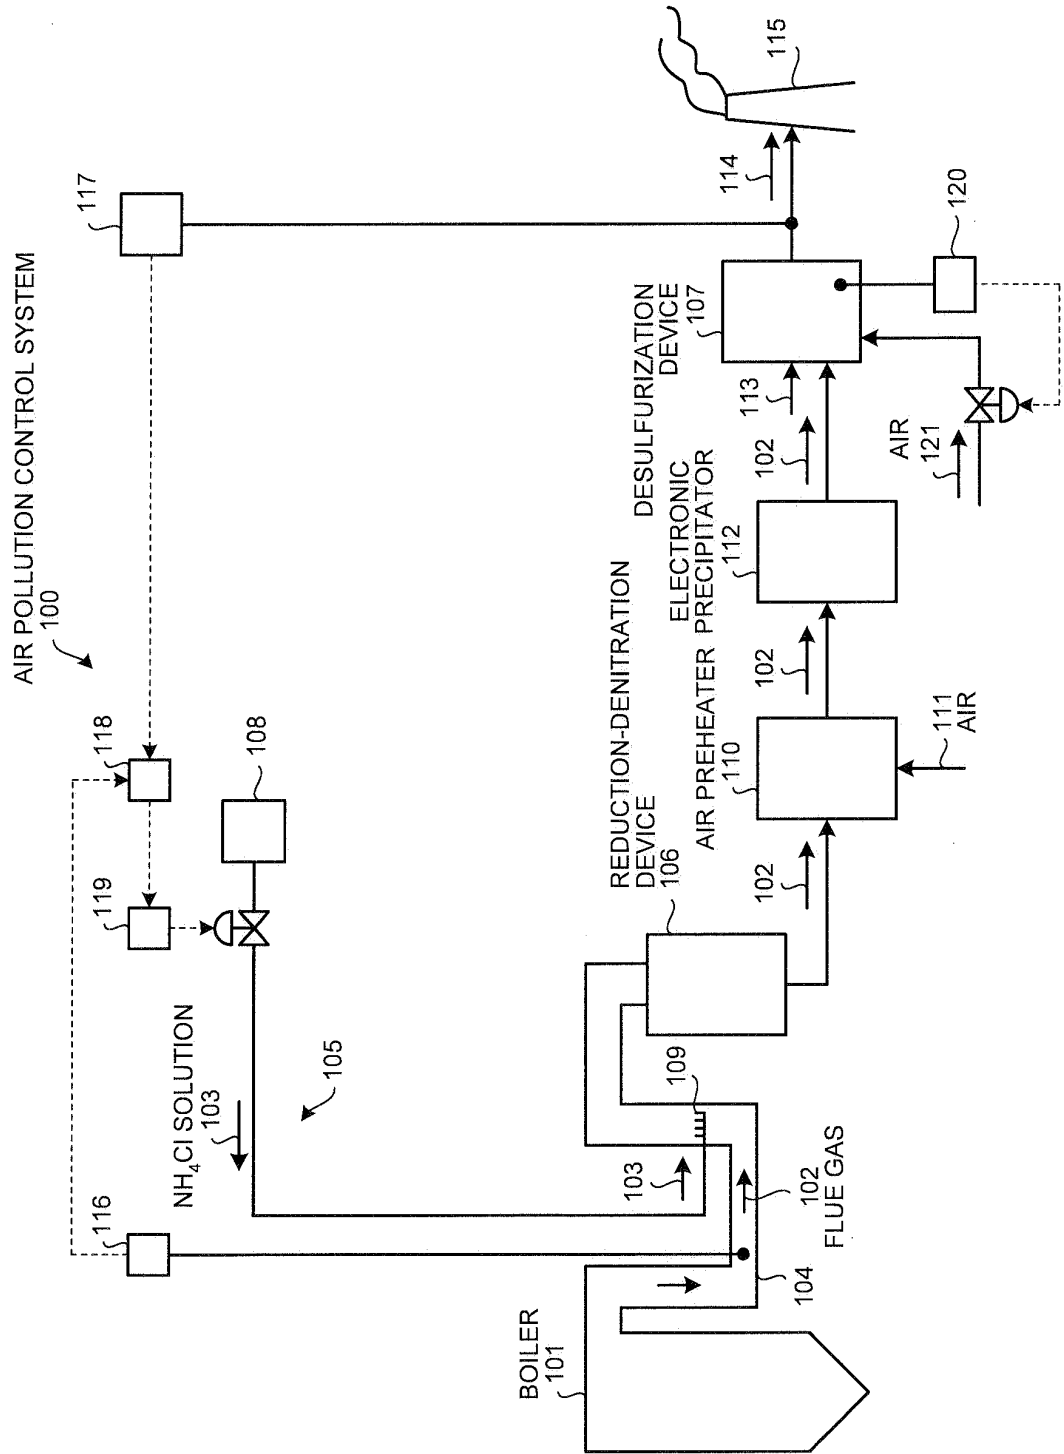 AIR POLLUTION CONTROL SYSTEM
100
117
118
119
108
116
NH4Cl SOLUTION
103
105
BOILER
101
103
109
104
102
FLUE GAS
REDUCTION-DENITRATION
DEVICE
106
102
AIR PREHEATER
110
111
AIR
102
ELECTRONIC
PRECIPITATOR
112
102
DESULFURIZATION
DEVICE
107
113
AIR
121
120
114
115